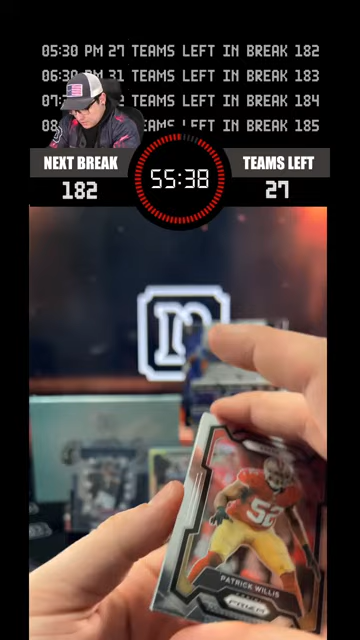 05:30 PM 27 TEAMS LEFT IN BREAK 182
06:30 PM 31 TEAMS LEFT IN BREAK 183
TEAMS LEFT IN BREAK 184
TEAMS LEFT IN BREAK 185
NEXT BREAK
182
55:38
TEAMS LEFT
27
52
PATRICK WILLIS
PRIZM